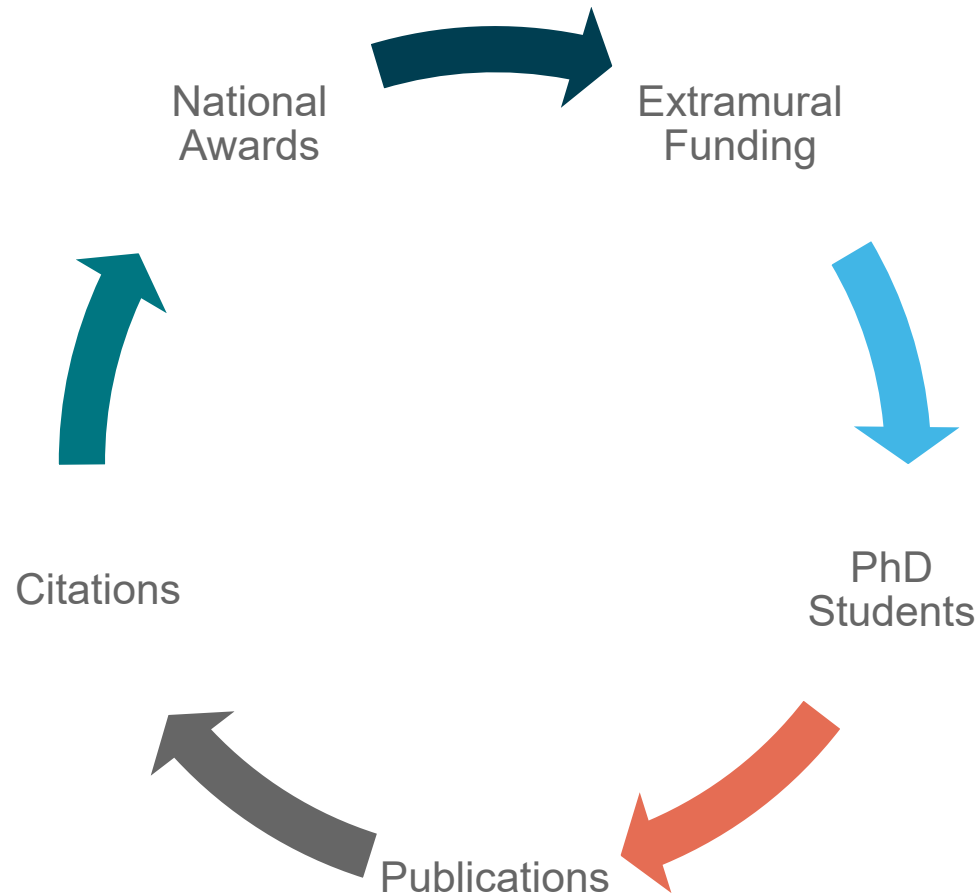 National
Awards
Extramural
Funding
PhD
Students
Publications
Citations